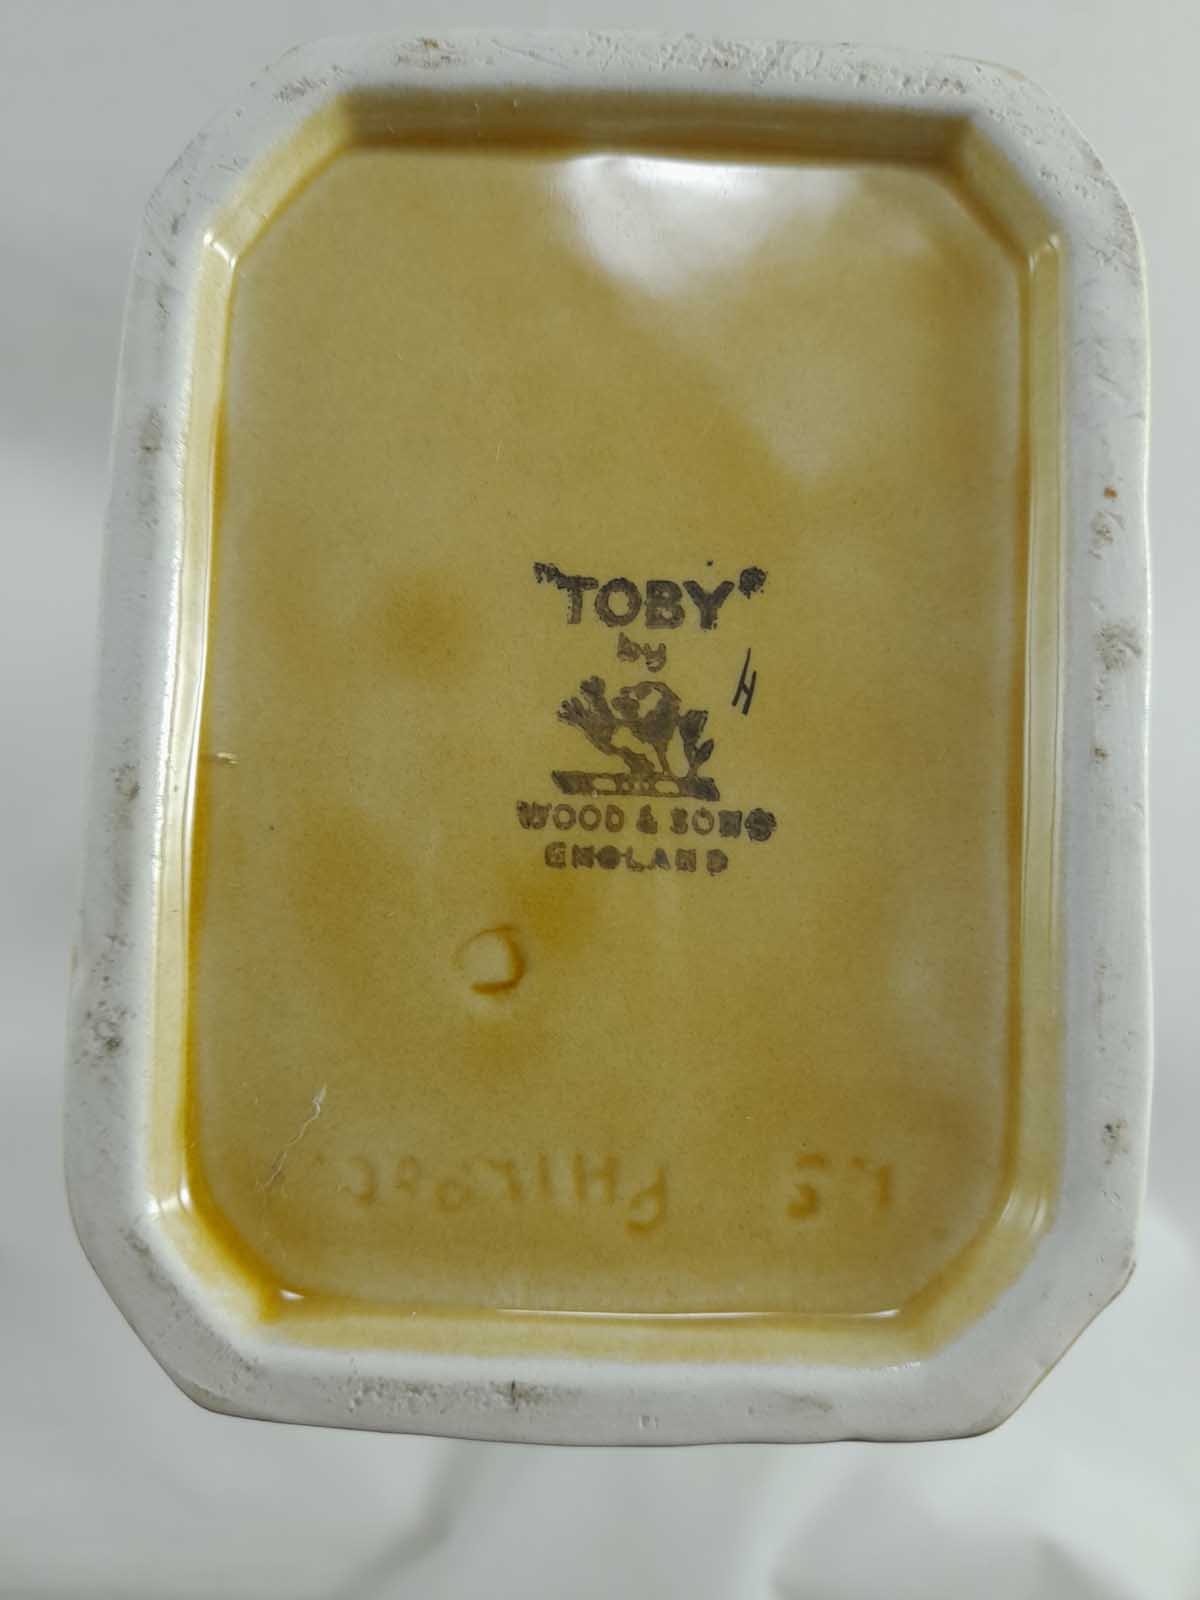 "TOBY"
by
H
WOOD & SONS
ENGLAND
C